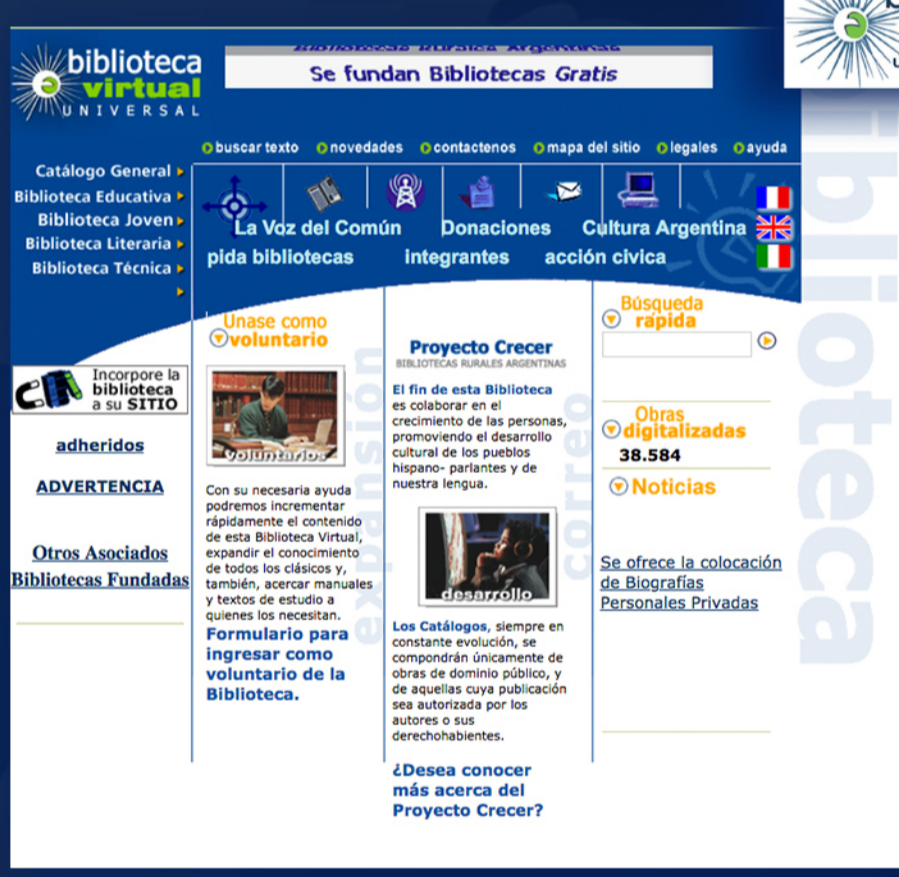 biblioteca
virtual
UNIVERSAL
Bibliotecas Rurales Argentinas
Se fundan Bibliotecas Gratis
buscar texto novedades contactenos mapa del sitio legales ayuda
Catálogo General
Biblioteca Educativa
Biblioteca Joven
Biblioteca Literaria
Biblioteca Técnica
La Voz del Común Donaciones Cultura Argentina
pida bibliotecas integrantes acción civica
Incorpore la
biblioteca
a su SITIO
adheridos
ADVERTENCIA
Otros Asociados
Bibliotecas Fundadas
Unase como
voluntario
voluntarios
Con su necesaria ayuda
podremos incrementar
rápidamente el contenido
de esta Biblioteca Virtual,
expandir el conocimiento
de todos los clásicos y,
también, acercar manuales
y textos de estudio a
quienes los necesitan.
Formulario para
ingresar como
voluntario de la
Biblioteca.
expansión
Proyecto Crecer
BIBLIOTECAS RURALES ARGENTINAS
El fin de esta Biblioteca
es colaborar en el
crecimiento de las personas,
promoviendo el desarrollo
cultural de los pueblos
hispano- parlantes y de
nuestra lengua.
desarrollo
Los Catálogos, siempre en
constante evolución, se
compondrán únicamente de
obras de dominio público, y
de aquellas cuya publicación
sea autorizada por los
autores o sus
derechohabientes.
¿Desea conocer
más acerca del
Proyecto Crecer?
correo
Búsqueda
rápida
Obras
digitalizadas
38.584
Noticias
Se ofrece la colocación
de Biografías
Personales Privadas
biblioteca